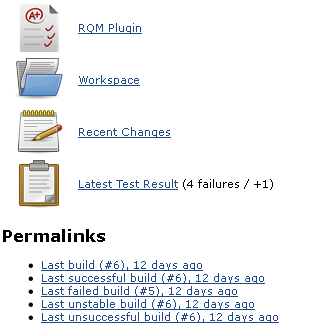 RQM Plugin
Workspace
Recent Changes
Latest Test Result (4 failures / +1)
Permalinks
Last build (#6), 12 days ago
Last successful build (#6), 12 days ago
Last failed build (#5), 12 days ago
Last unstable build (#6), 12 days ago
Last unsuccessful build (#6), 12 days ago